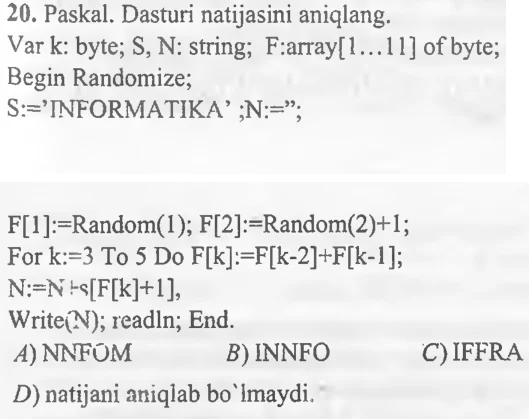 20. Paskal. Dasturi natijasini aniqlang.
Var k: byte; S, N: string; F:array[1…11] of byte;
Begin Randomize;
S:=’INFORMATIKA’ ;N:=”;
F[1]:=Random(1); F[2]:=Random(2)+1;
For k:=3 To 5 Do F[k]:=F[k-2]+F[k-1];
N:=N+s[F[k]+1],
Write(N); readln; End.
A) NNFOM B) INNFO C) IFFRA
D) natijani aniqlab bo`lmaydi.